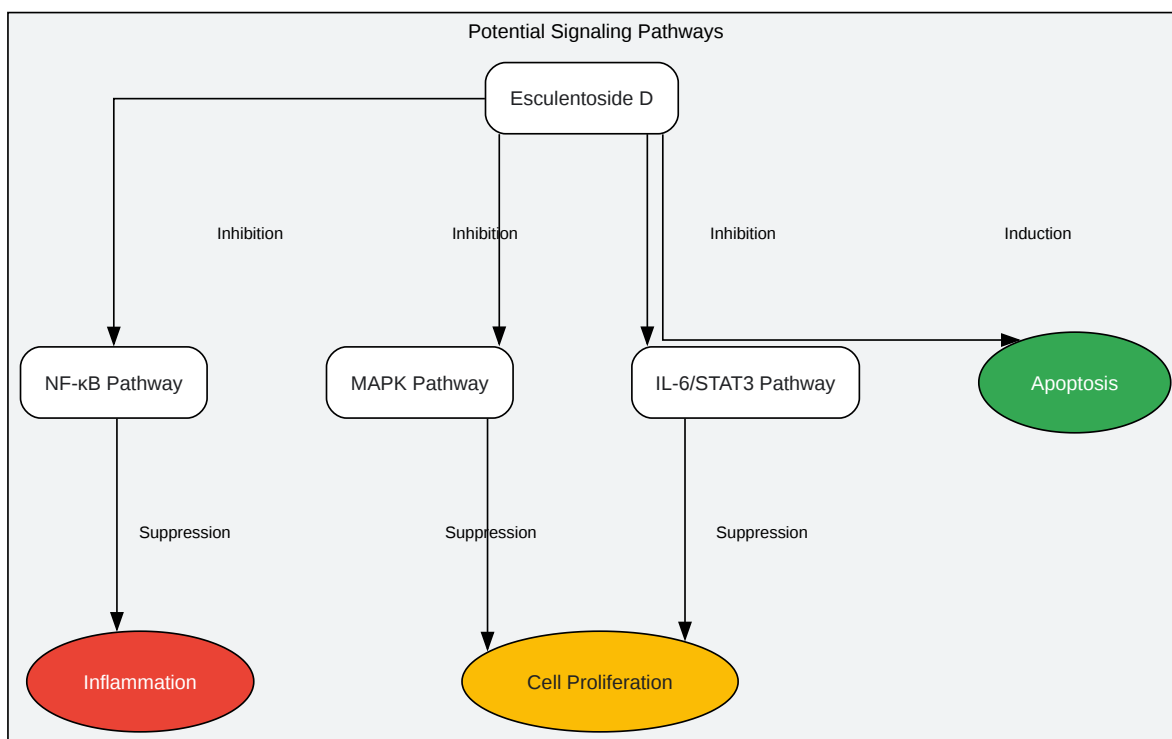 Potential Signaling Pathways
Esculentoside D
Inhibition
Inhibition
Inhibition
Induction
NF-κB Pathway
MAPK Pathway
IL-6/STAT3 Pathway
Apoptosis
Suppression
Suppression
Suppression
Inflammation
Cell Proliferation